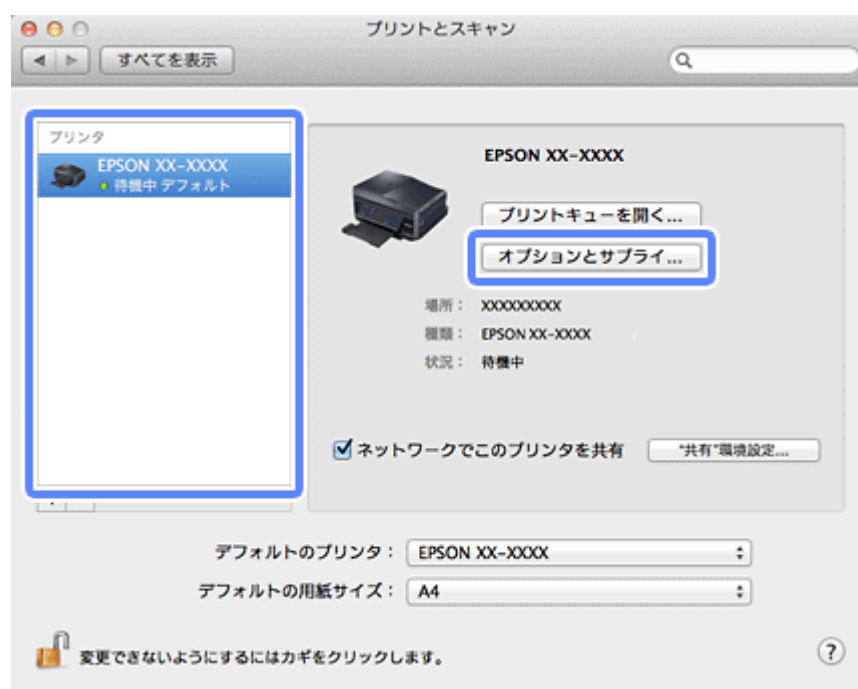 プリントとスキャン
すべてを表示
プリンタ
EPSON XX-XXXX
待機中 デフォルト
EPSON XX-XXXX
プリントキューを開く...
オプションとサプライ...
場所： XXXXXXXXX
種類： EPSON XX-XXXX
状況： 待機中
ネットワークでこのプリンタを共有
"共有"環境設定...
デフォルトのプリンタ： EPSON XX-XXXX
デフォルトの用紙サイズ： A4
変更できないようにするにはカギをクリックします。
?